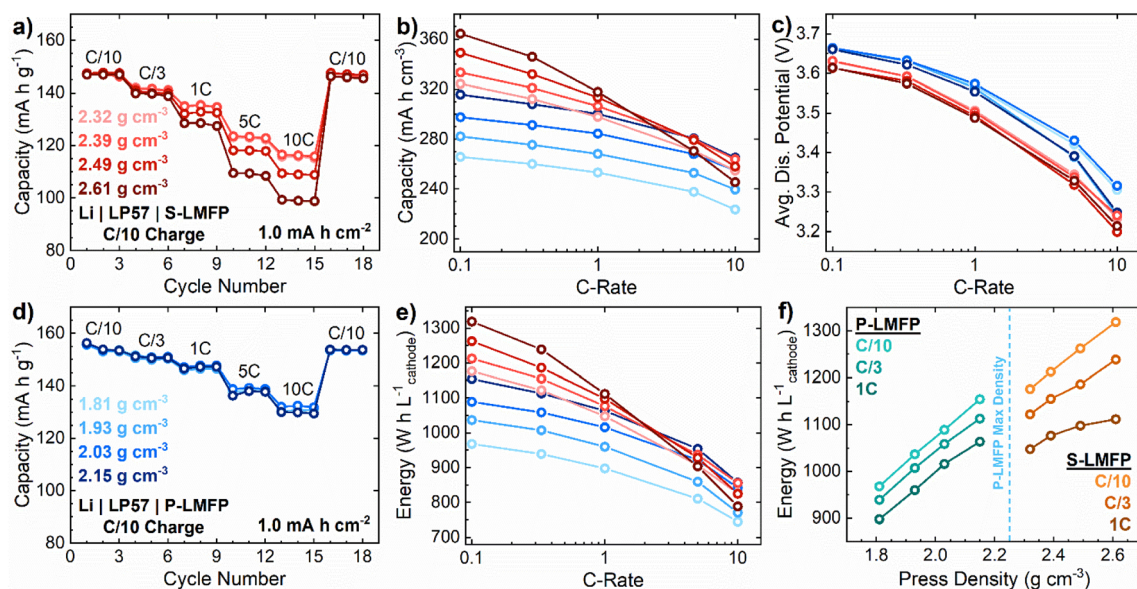 a)
160
140
120
100
80
Capacity (mA h g⁻¹)
C/10
C/3
1C
5C
10C
C/10
2.32 g cm⁻³
2.39 g cm⁻³
2.49 g cm⁻³
2.61 g cm⁻³
Li | LP57 | S-LMFP
C/10 Charge
1.0 mA h cm⁻²
0 3 6 9 12 15 18
Cycle Number
b)
360
320
280
240
200
Capacity (mA h cm⁻³)
0.1 1 10
C-Rate
c)
3.7
3.6
3.5
3.4
3.3
3.2
Avg. Dis. Potential (V)
0.1 1 10
C-Rate
d)
160
140
120
100
80
Capacity (mA h g⁻¹)
C/10
C/3
1C
5C
10C
C/10
1.81 g cm⁻³
1.93 g cm⁻³
2.03 g cm⁻³
2.15 g cm⁻³
Li | LP57 | P-LMFP
C/10 Charge
1.0 mA h cm⁻²
0 3 6 9 12 15 18
Cycle Number
e)
1300
1200
1100
1000
900
800
700
Energy (W h L⁻¹cathode)
0.1 1 10
C-Rate
f)
1300
1200
1100
1000
900
Energy (W h L⁻¹cathode)
P-LMFP
C/10
C/3
1C
P-LMFP Max Density
S-LMFP
C/10
C/3
1C
1.8 2.0 2.2 2.4 2.6
Press Density (g cm⁻³)